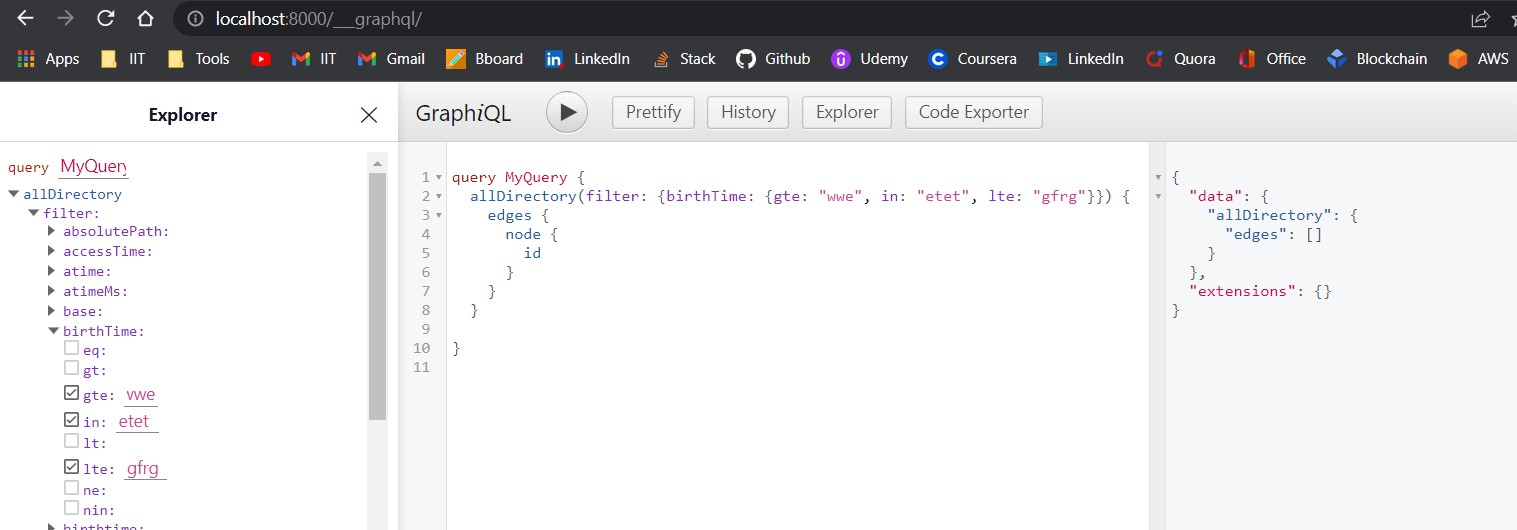 localhost:8000/___graphql/
Apps IIT Tools IIT Gmail Bboard LinkedIn Stack Github Udemy Coursera LinkedIn Quora Office Blockchain AWS
Explorer
GraphiQL Prettify History Explorer Code Exporter
query MyQuery
allDirectory
filter:
absolutePath:
accessTime:
atime:
atimeMs:
base:
birthTime:
eq:
gt:
gte: wwe
in: etet
lt:
lte: gfrg
ne:
nin:
birthtime:
1 query MyQuery {
2 allDirectory(filter: {birthTime: {gte: "wwe", in: "etet", lte: "gfrg"}}) {
3 edges {
4 node {
5 id
6 }
7 }
8 }
9
10 }
11
{
"data": {
"allDirectory": {
"edges": []
}
},
"extensions": {}
}